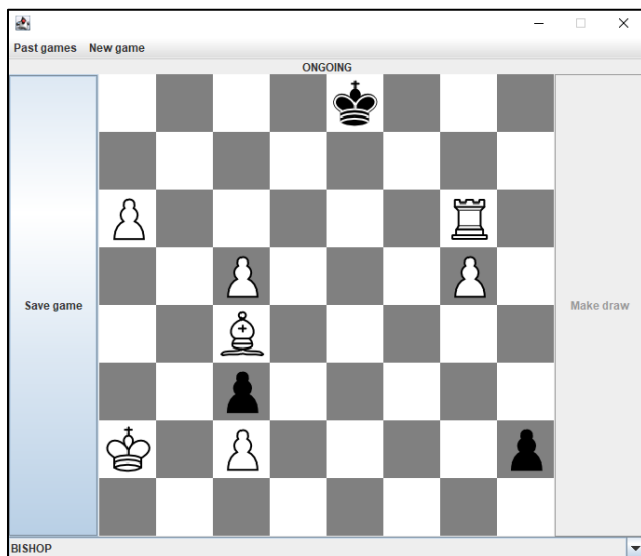 Past games New game
ONGOING
Save game
Make draw
BISHOP